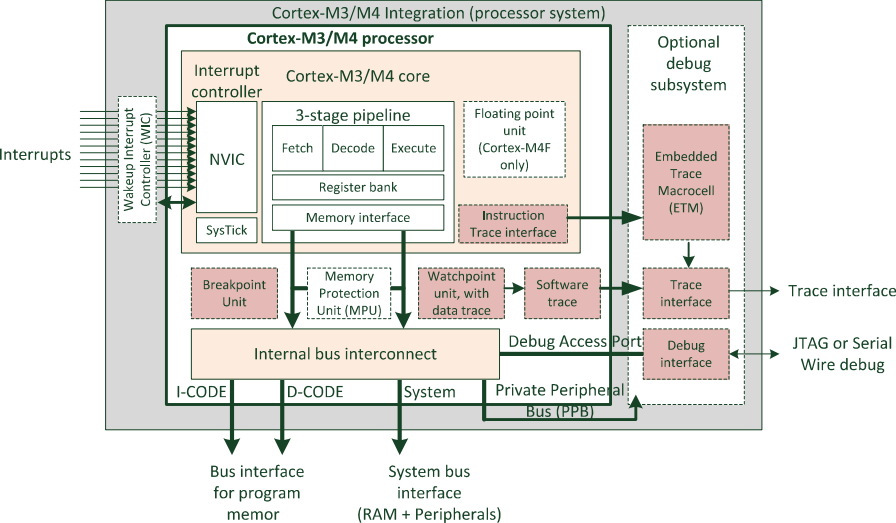 Cortex-M3/M4 Integration (processor system)
Cortex-M3/M4 processor
Optional
debug
subsystem
Interrupt
controller
Cortex-M3/M4 core
3-stage pipeline
Floating point
unit
(Cortex-M4F
only)
NVIC
Fetch
Decode
Execute
Wakeup Interrupt
Controller (WIC)
Interrupts
Embedded
Trace
Macrocell
(ETM)
Register bank
Memory interface
SysTick
Instruction
Trace interface
Breakpoint
Unit
Memory
Protection
Unit (MPU)
Watchpoint
unit, with
data trace
Software
trace
Trace
interface
Trace interface
Internal bus interconnect
Debug Access Port
Debug
interface
JTAG or Serial
Wire debug
I-CODE
D-CODE
System
Private Peripheral
Bus (PPB)
Bus interface
for program
memor
System bus
interface
(RAM + Peripherals)